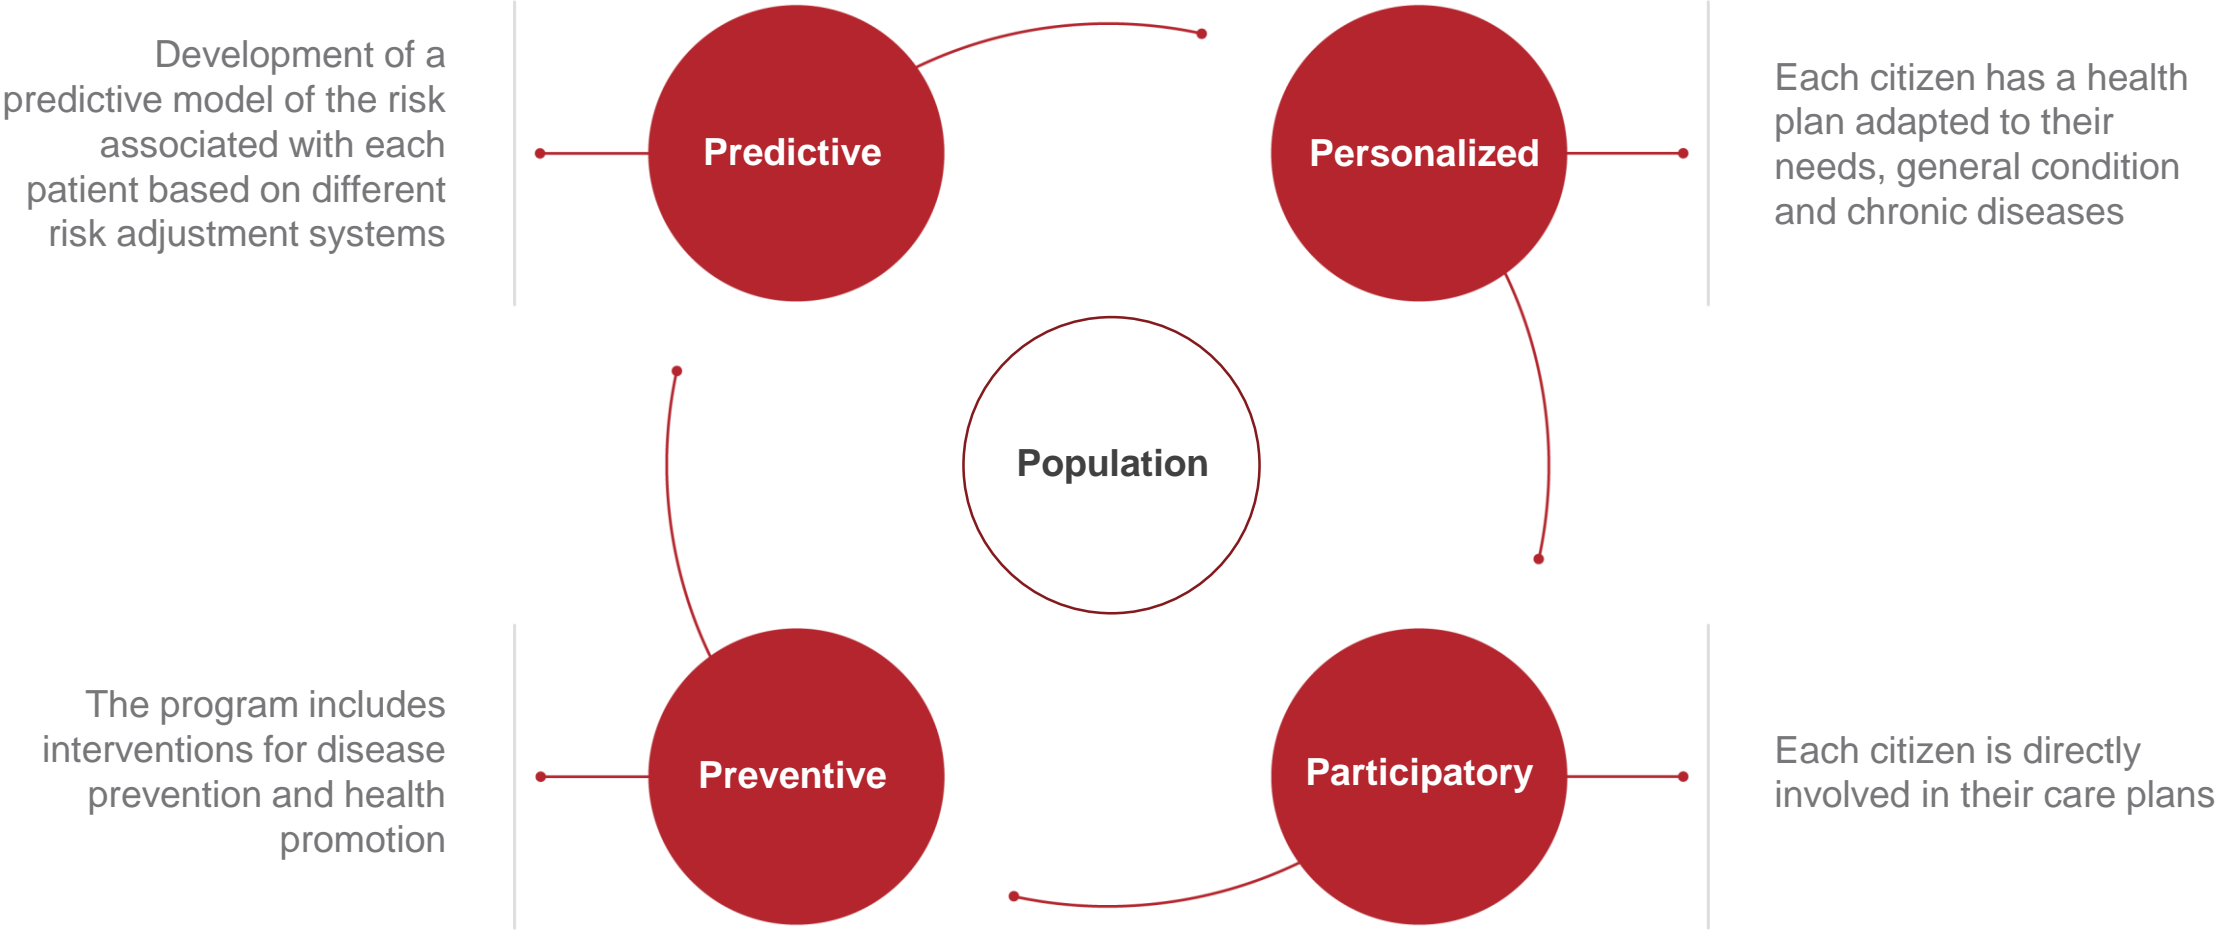 Development of a
predictive model of the risk
associated with each
patient based on different
risk adjustment systems
Predictive
Personalized
Each citizen has a health
plan adapted to their
needs, general condition
and chronic diseases
Population
The program includes
interventions for disease
prevention and health
promotion
Preventive
Participatory
Each citizen is directly
involved in their care plans